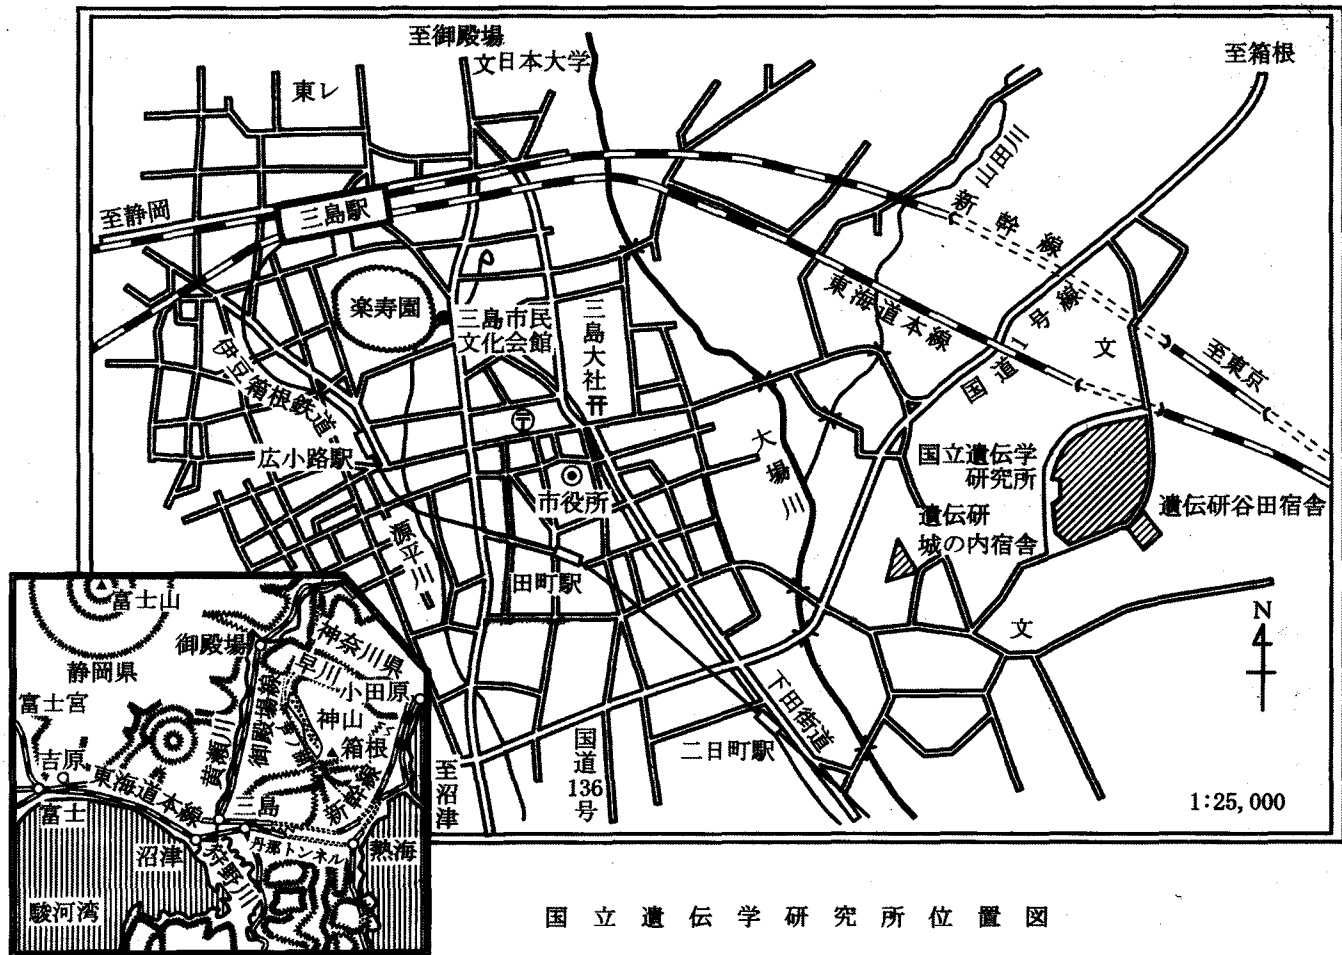 至御殿場
文日本大学
至箱根
東レ
至静岡
三島駅
山田川
新幹線
楽寿園
三島市民
文化会館
三島大社
東海道本線
国道1号線
文
至東京
伊豆箱根鉄道
〒
広小路駅
市役所
大場川
国立遺伝学
研究所
遺伝研谷田宿舎
遺伝研
城の内宿舎
源平川
田町駅
文
N
下田街道
二日町駅
国道136号
至沼津
1:25,000
富士山
静岡県
御殿場
神奈川県
早川
小田原
富士宮
神山
箱根
芦ノ湖
御殿場線
黄瀬川
吉原
東海道本線
新幹線
富士
三島
沼津
丹那トンネル
熱海
狩野川
駿河湾
国立遺伝学研究所位置図